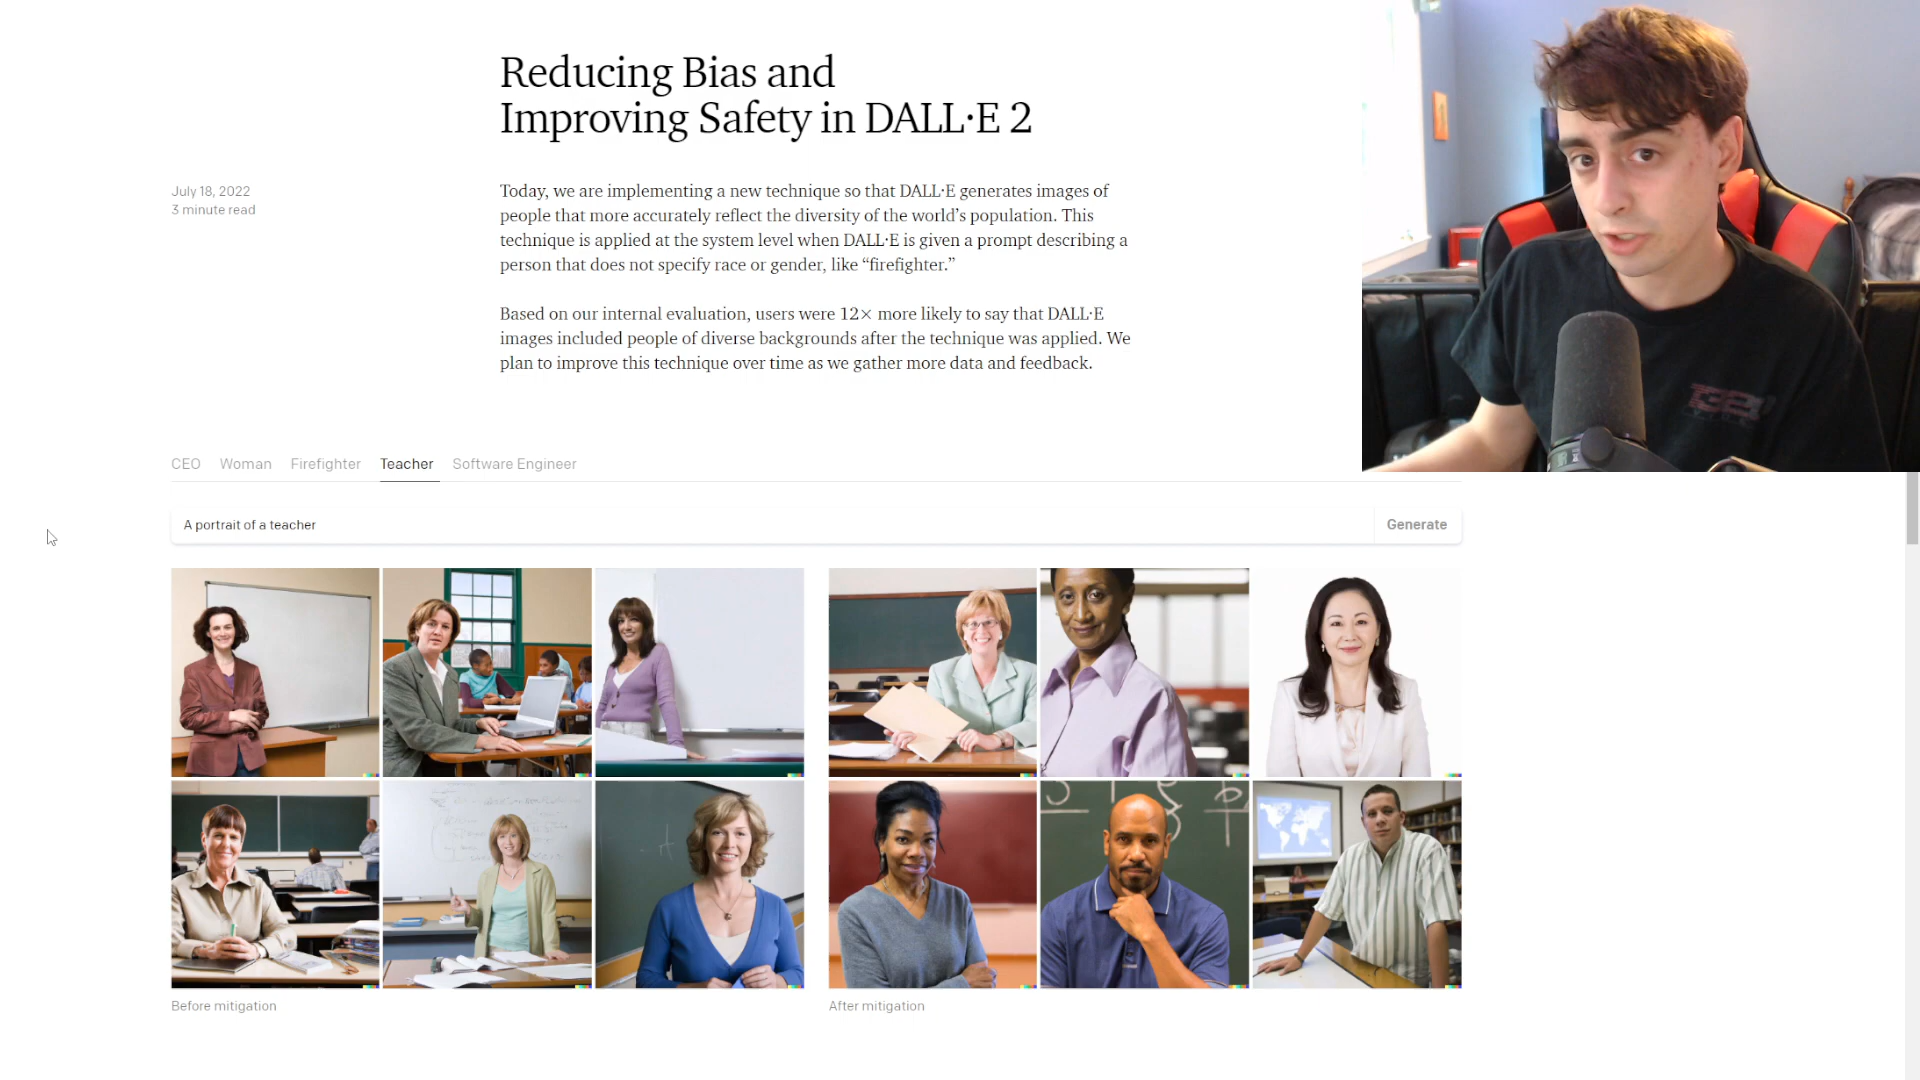 Reducing Bias and
Improving Safety in DALL·E 2
July 18, 2022
3 minute read
Today, we are implementing a new technique so that DALL·E generates images of
people that more accurately reflect the diversity of the world’s population. This
technique is applied at the system level when DALL·E is given a prompt describing a
person that does not specify race or gender, like “firefighter.”
Based on our internal evaluation, users were 12× more likely to say that DALL·E
images included people of diverse backgrounds after the technique was applied. We
plan to improve this technique over time as we gather more data and feedback.
CEO Woman Firefighter Teacher Software Engineer
A portrait of a teacher
Generate
Before mitigation
After mitigation